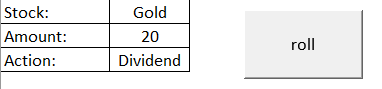 Stock: Gold
Amount: 20
Action: Dividend
roll